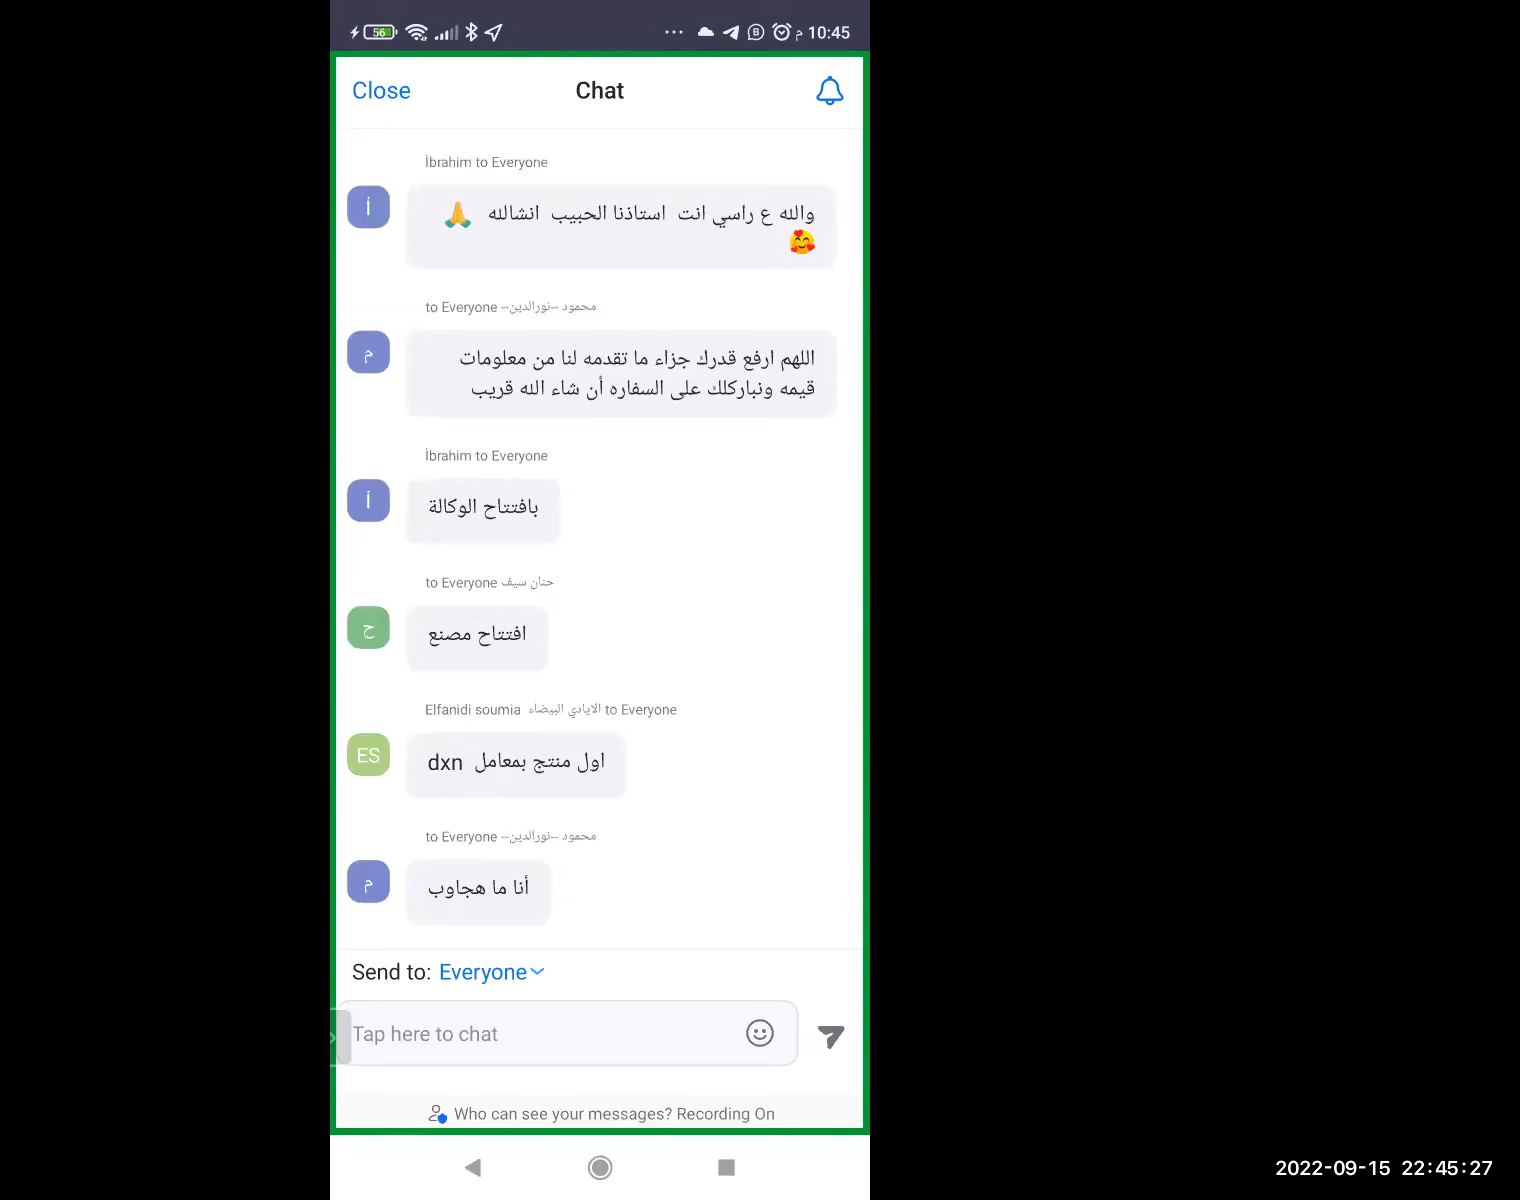 56
م 10:45
Close
Chat
İbrahim to Everyone
أ
والله ع راسي انت استاذنا الحبيب انشالله 🙏
🥰
to Everyone --محمود --نورالدين
م
اللهم ارفع قدرك جزاء ما تقدمه لنا من معلومات
قيمه ونباركلك على السفاره أن شاء الله قريب
İbrahim to Everyone
أ
بافتتاح الوكالة
to Everyone حنان سيف
ح
افتتاح مصنع
Elfanidi soumia الايادي البيضاء to Everyone
ES
اول منتج بمعامل dxn
to Everyone --محمود --نورالدين
م
أنا ما هجاوب
Send to: Everyone
Tap here to chat
Who can see your messages? Recording On
2022-09-15 22:45:27